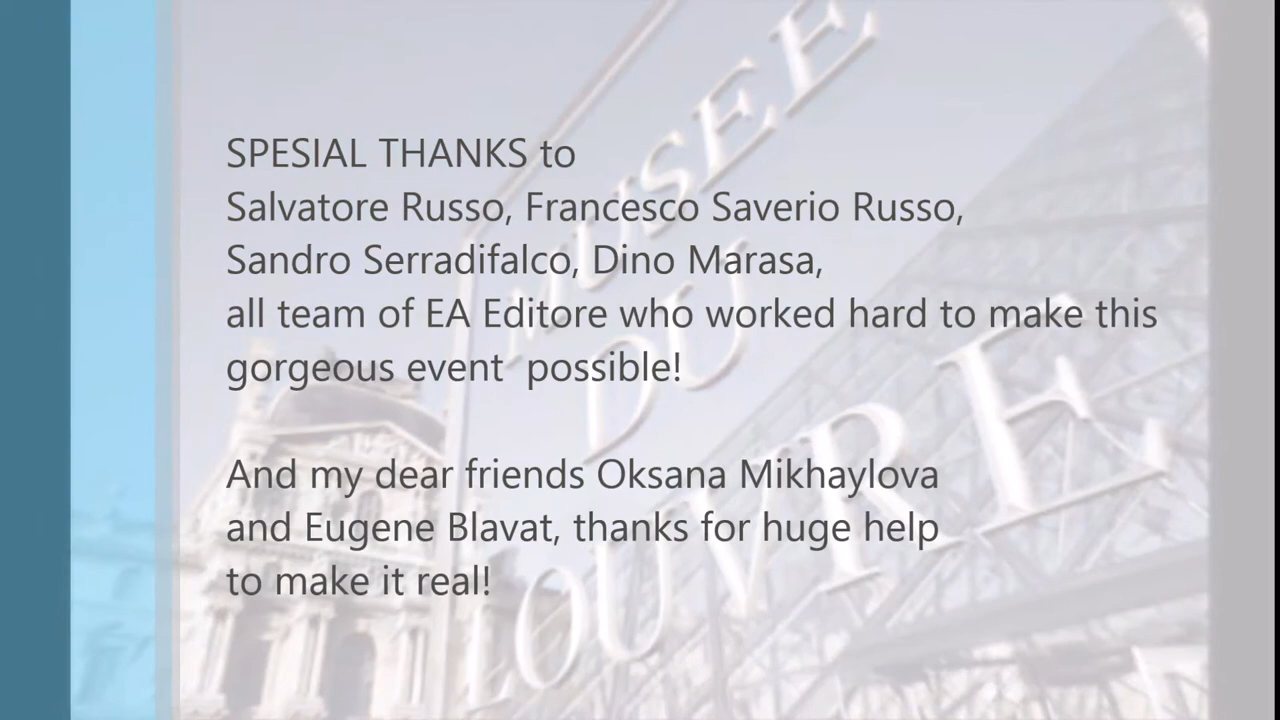 SPESIAL THANKS to
Salvatore Russo, Francesco Saverio Russo,
Sandro Serradifalco, Dino Marasa,
all team of EA Editore who worked hard to make this
gorgeous event  possible!
And my dear friends Oksana Mikhaylova
and Eugene Blavat, thanks for huge help
to make it real!
MUSEE
DU
LOUVRE